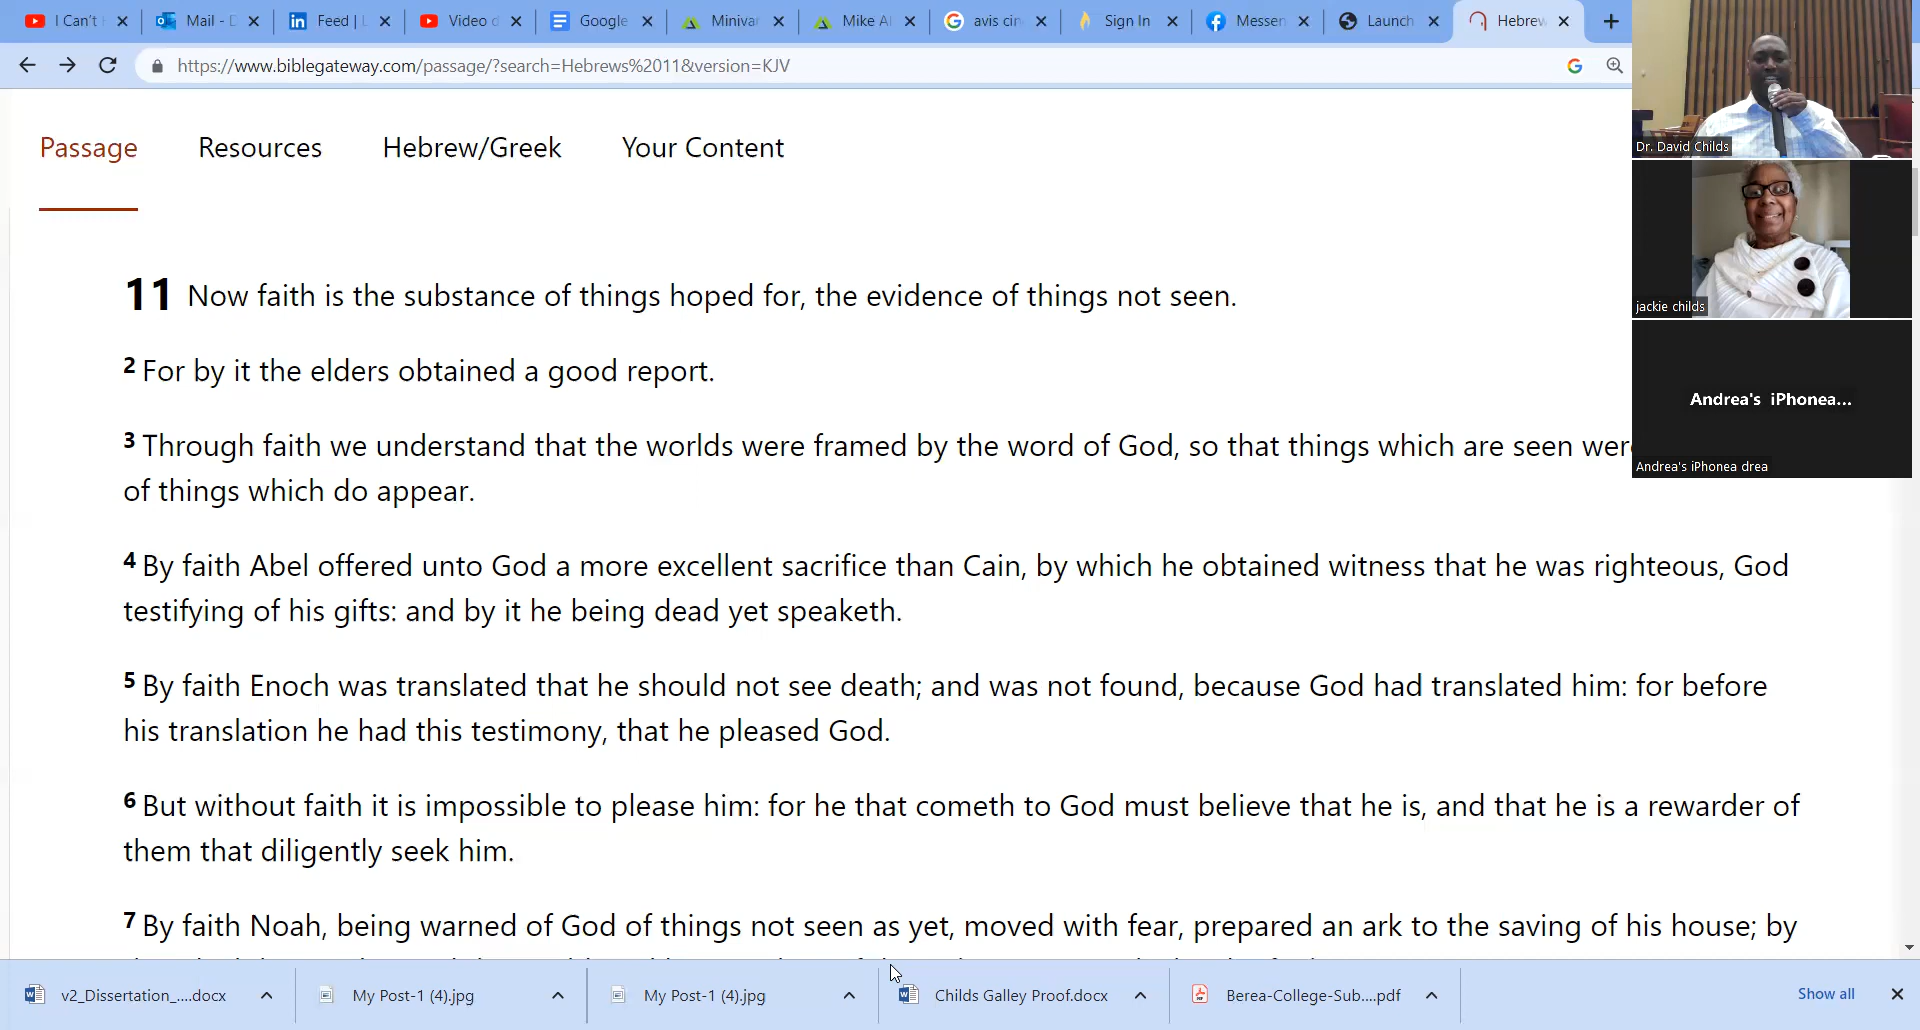 I Can't
Mail - D
Feed | L
Video c
Google
Minivar
Mike Al
avis cin
Sign In
Messen
Launch
Hebrew
https://www.biblegateway.com/passage/?search=Hebrews%2011&version=KJV
Passage
Resources
Hebrew/Greek
Your Content
11 Now faith is the substance of things hoped for, the evidence of things not seen.
2 For by it the elders obtained a good report.
3 Through faith we understand that the worlds were framed by the word of God, so that things which are seen were
of things which do appear.
4 By faith Abel offered unto God a more excellent sacrifice than Cain, by which he obtained witness that he was righteous, God
testifying of his gifts: and by it he being dead yet speaketh.
5 By faith Enoch was translated that he should not see death; and was not found, because God had translated him: for before
his translation he had this testimony, that he pleased God.
6 But without faith it is impossible to please him: for he that cometh to God must believe that he is, and that he is a rewarder of
them that diligently seek him.
7 By faith Noah, being warned of God of things not seen as yet, moved with fear, prepared an ark to the saving of his house; by
Dr. David Childs
jackie childs
Andrea's iPhonea...
Andrea's iPhonea drea
v2_Dissertation_....docx
My Post-1 (4).jpg
My Post-1 (4).jpg
Childs Galley Proof.docx
Berea-College-Sub....pdf
Show all